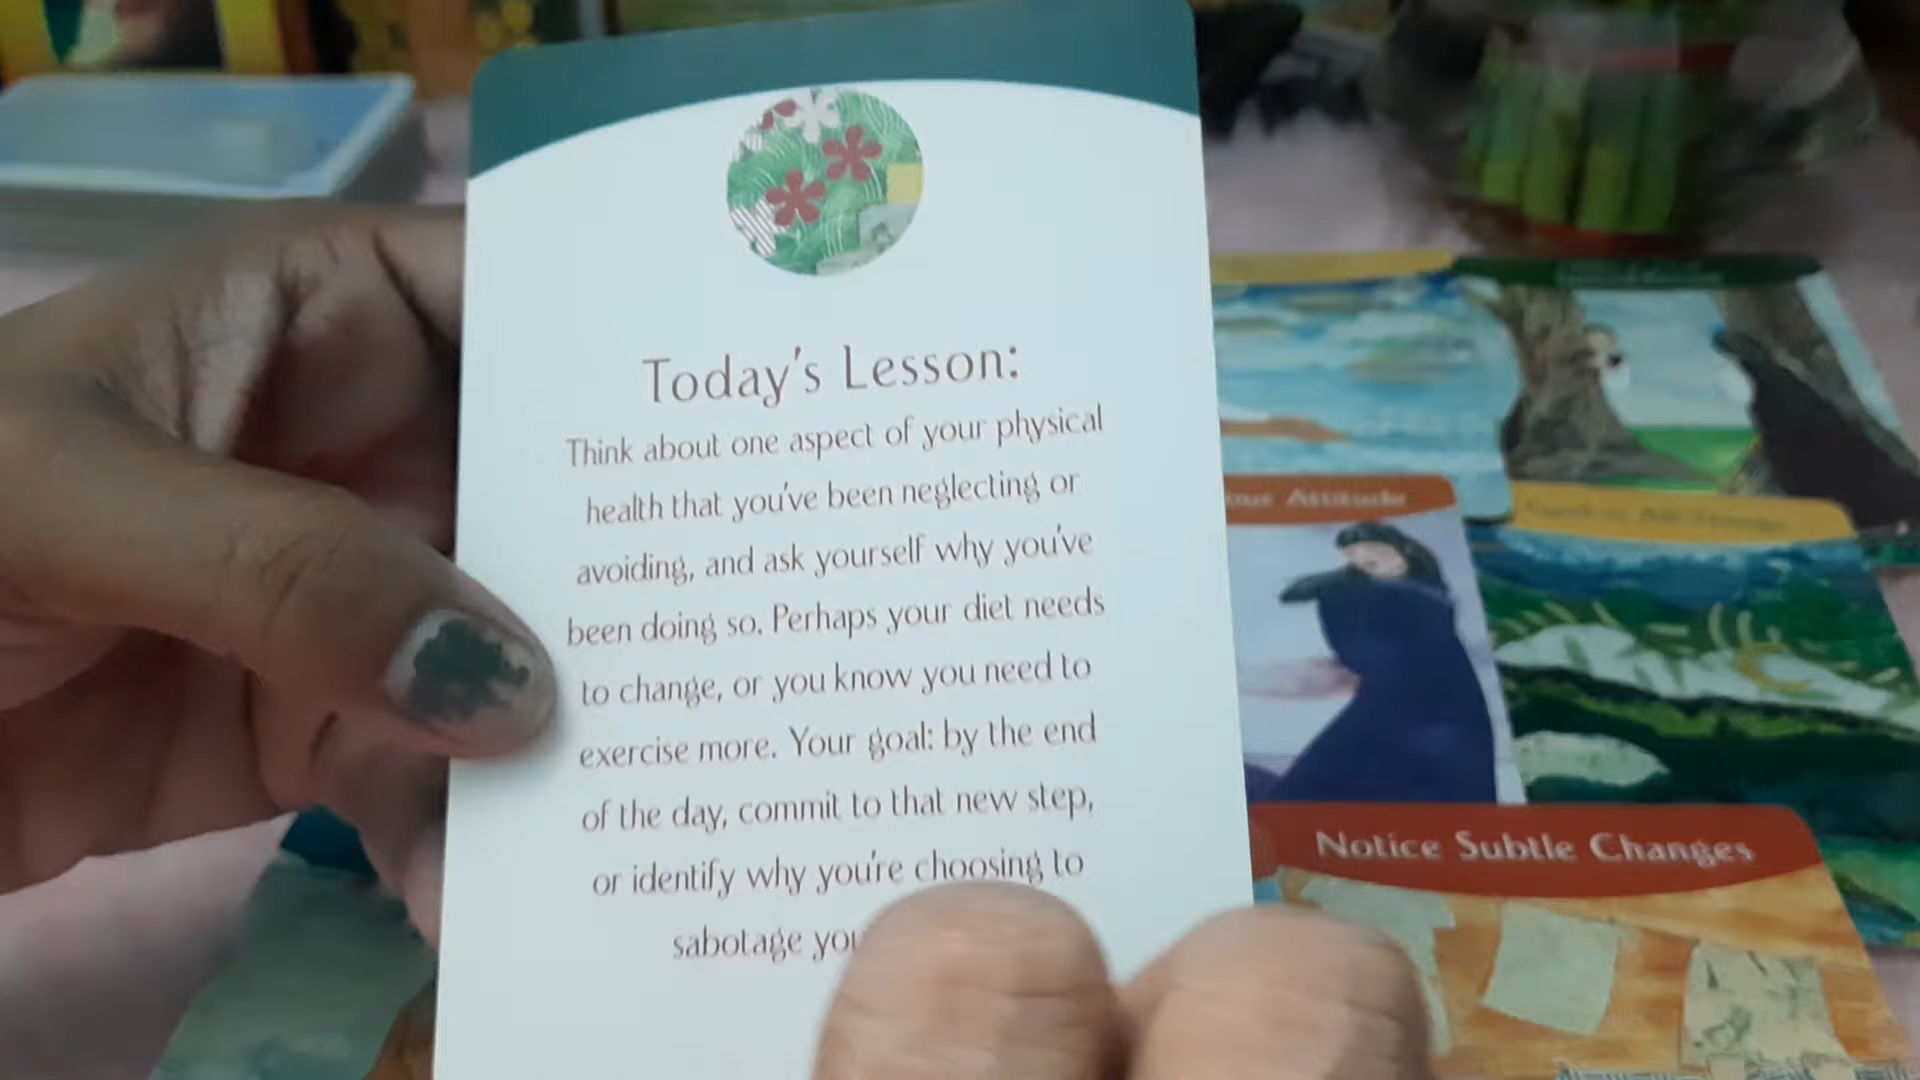 Today's Lesson:
Think about one aspect of your physical
health that you've been neglecting or
avoiding, and ask yourself why you've
been doing so. Perhaps your diet needs
to change, or you know you need to
exercise more. Your goal: by the end
of the day, commit to that new step,
or identify why you're choosing to
sabotage
Attitude
Notice Subtle Changes